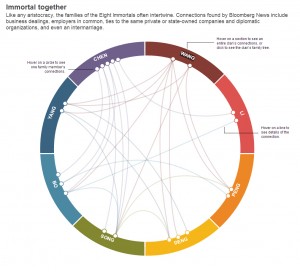 Immortal together
Like any aristocracy, the families of the Eight Immortals often intertwine. Connections found by Bloomberg News include
business dealings, employers in common, ties to the same private or state-owned companies and diplomatic
organizations, and even an intermarriage.
Hover on a circle to see
one family member's
connections.
Hover on a section to see an
entire clan's connections, or
click to see the clan's family tree.
CHEN
WANG
YANG
LI
Hover on a line to see
details of the
connection.
BO
PENG
SONG
DENG